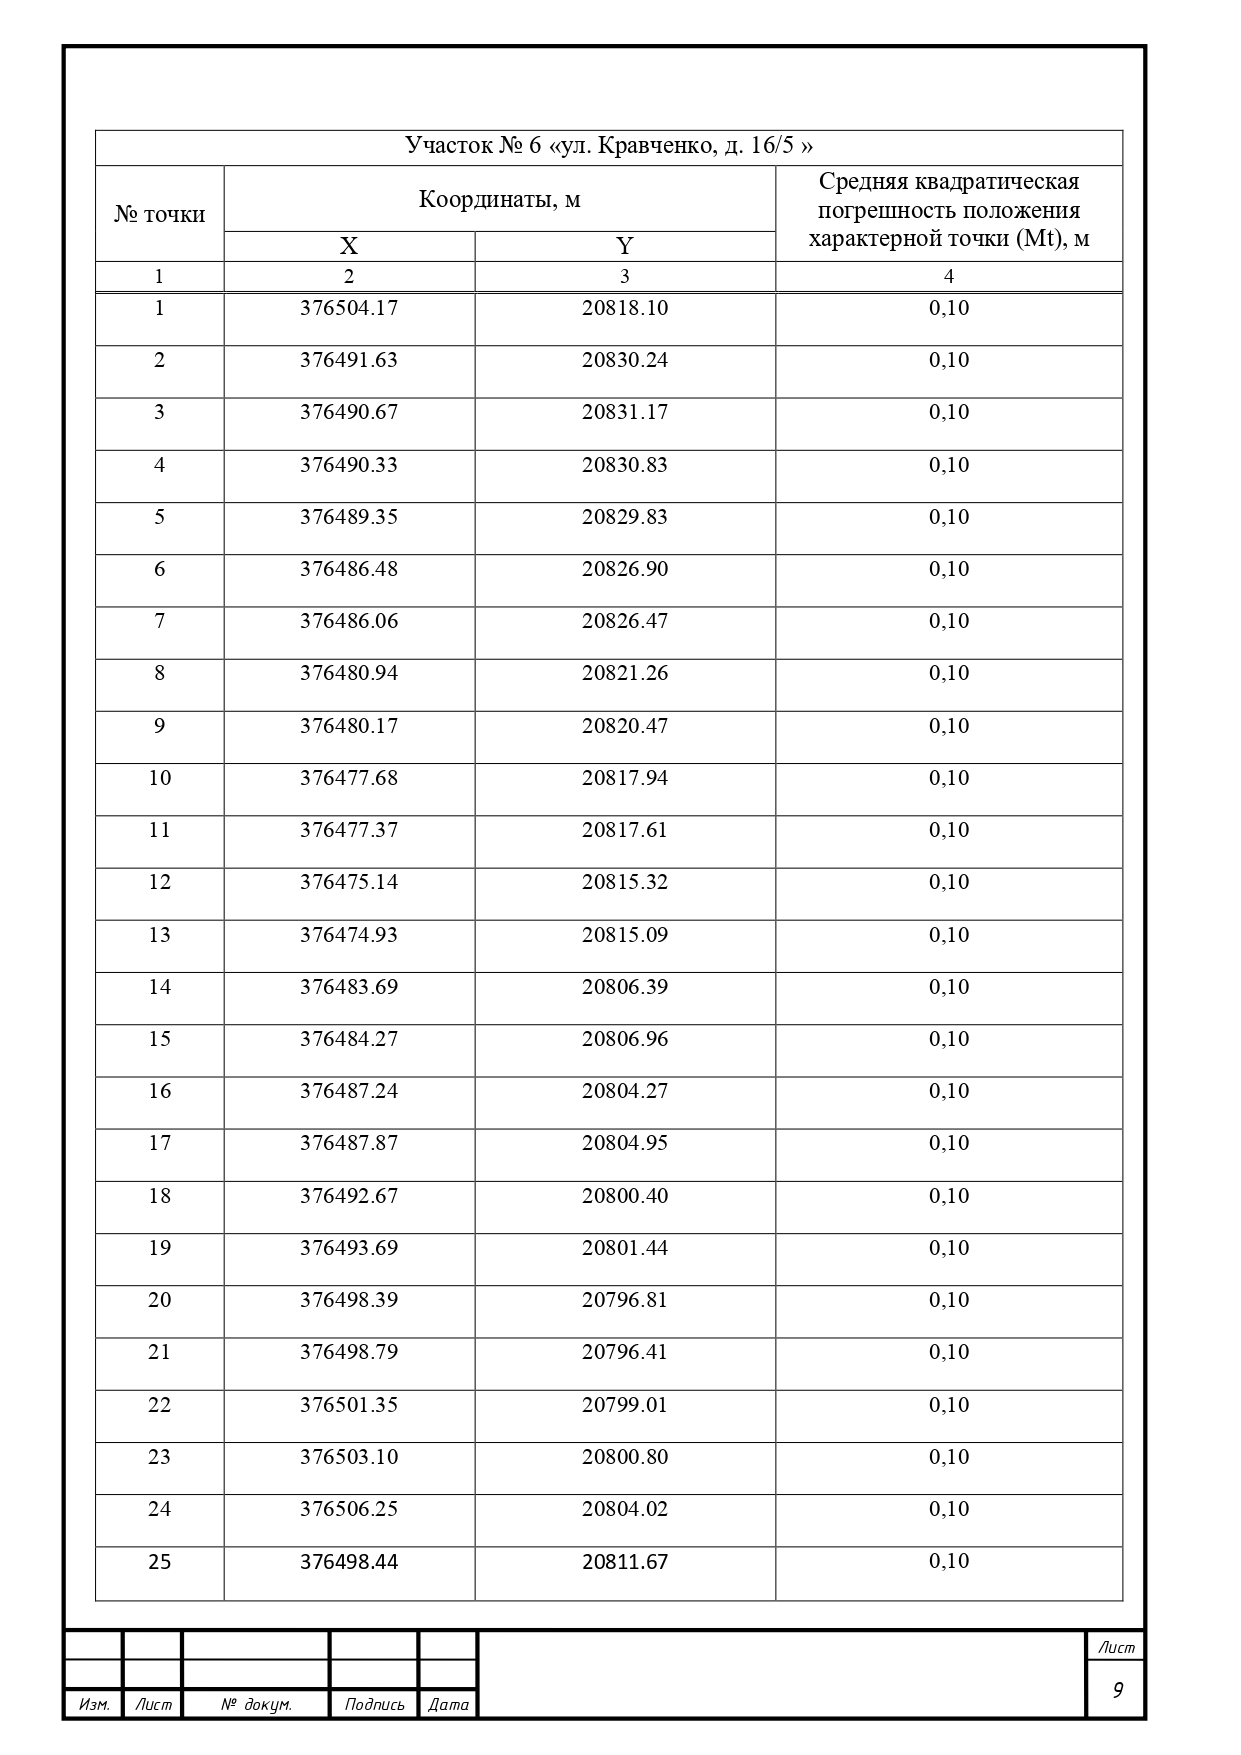 Участок № 6 «ул. Кравченко, д. 16/5 »
№ точки Координаты, м Средняя квадратическая
погрешность положения
характерной точки (Mt), м
X Y
1 2 3 4
1 376504.17 20818.10 0,10
2 376491.63 20830.24 0,10
3 376490.67 20831.17 0,10
4 376490.33 20830.83 0,10
5 376489.35 20829.83 0,10
6 376486.48 20826.90 0,10
7 376486.06 20826.47 0,10
8 376480.94 20821.26 0,10
9 376480.17 20820.47 0,10
10 376477.68 20817.94 0,10
11 376477.37 20817.61 0,10
12 376475.14 20815.32 0,10
13 376474.93 20815.09 0,10
14 376483.69 20806.39 0,10
15 376484.27 20806.96 0,10
16 376487.24 20804.27 0,10
17 376487.87 20804.95 0,10
18 376492.67 20800.40 0,10
19 376493.69 20801.44 0,10
20 376498.39 20796.81 0,10
21 376498.79 20796.41 0,10
22 376501.35 20799.01 0,10
23 376503.10 20800.80 0,10
24 376506.25 20804.02 0,10
25 376498.44 20811.67 0,10
Лист
9
Изм. Лист № докум. Подпись Дата